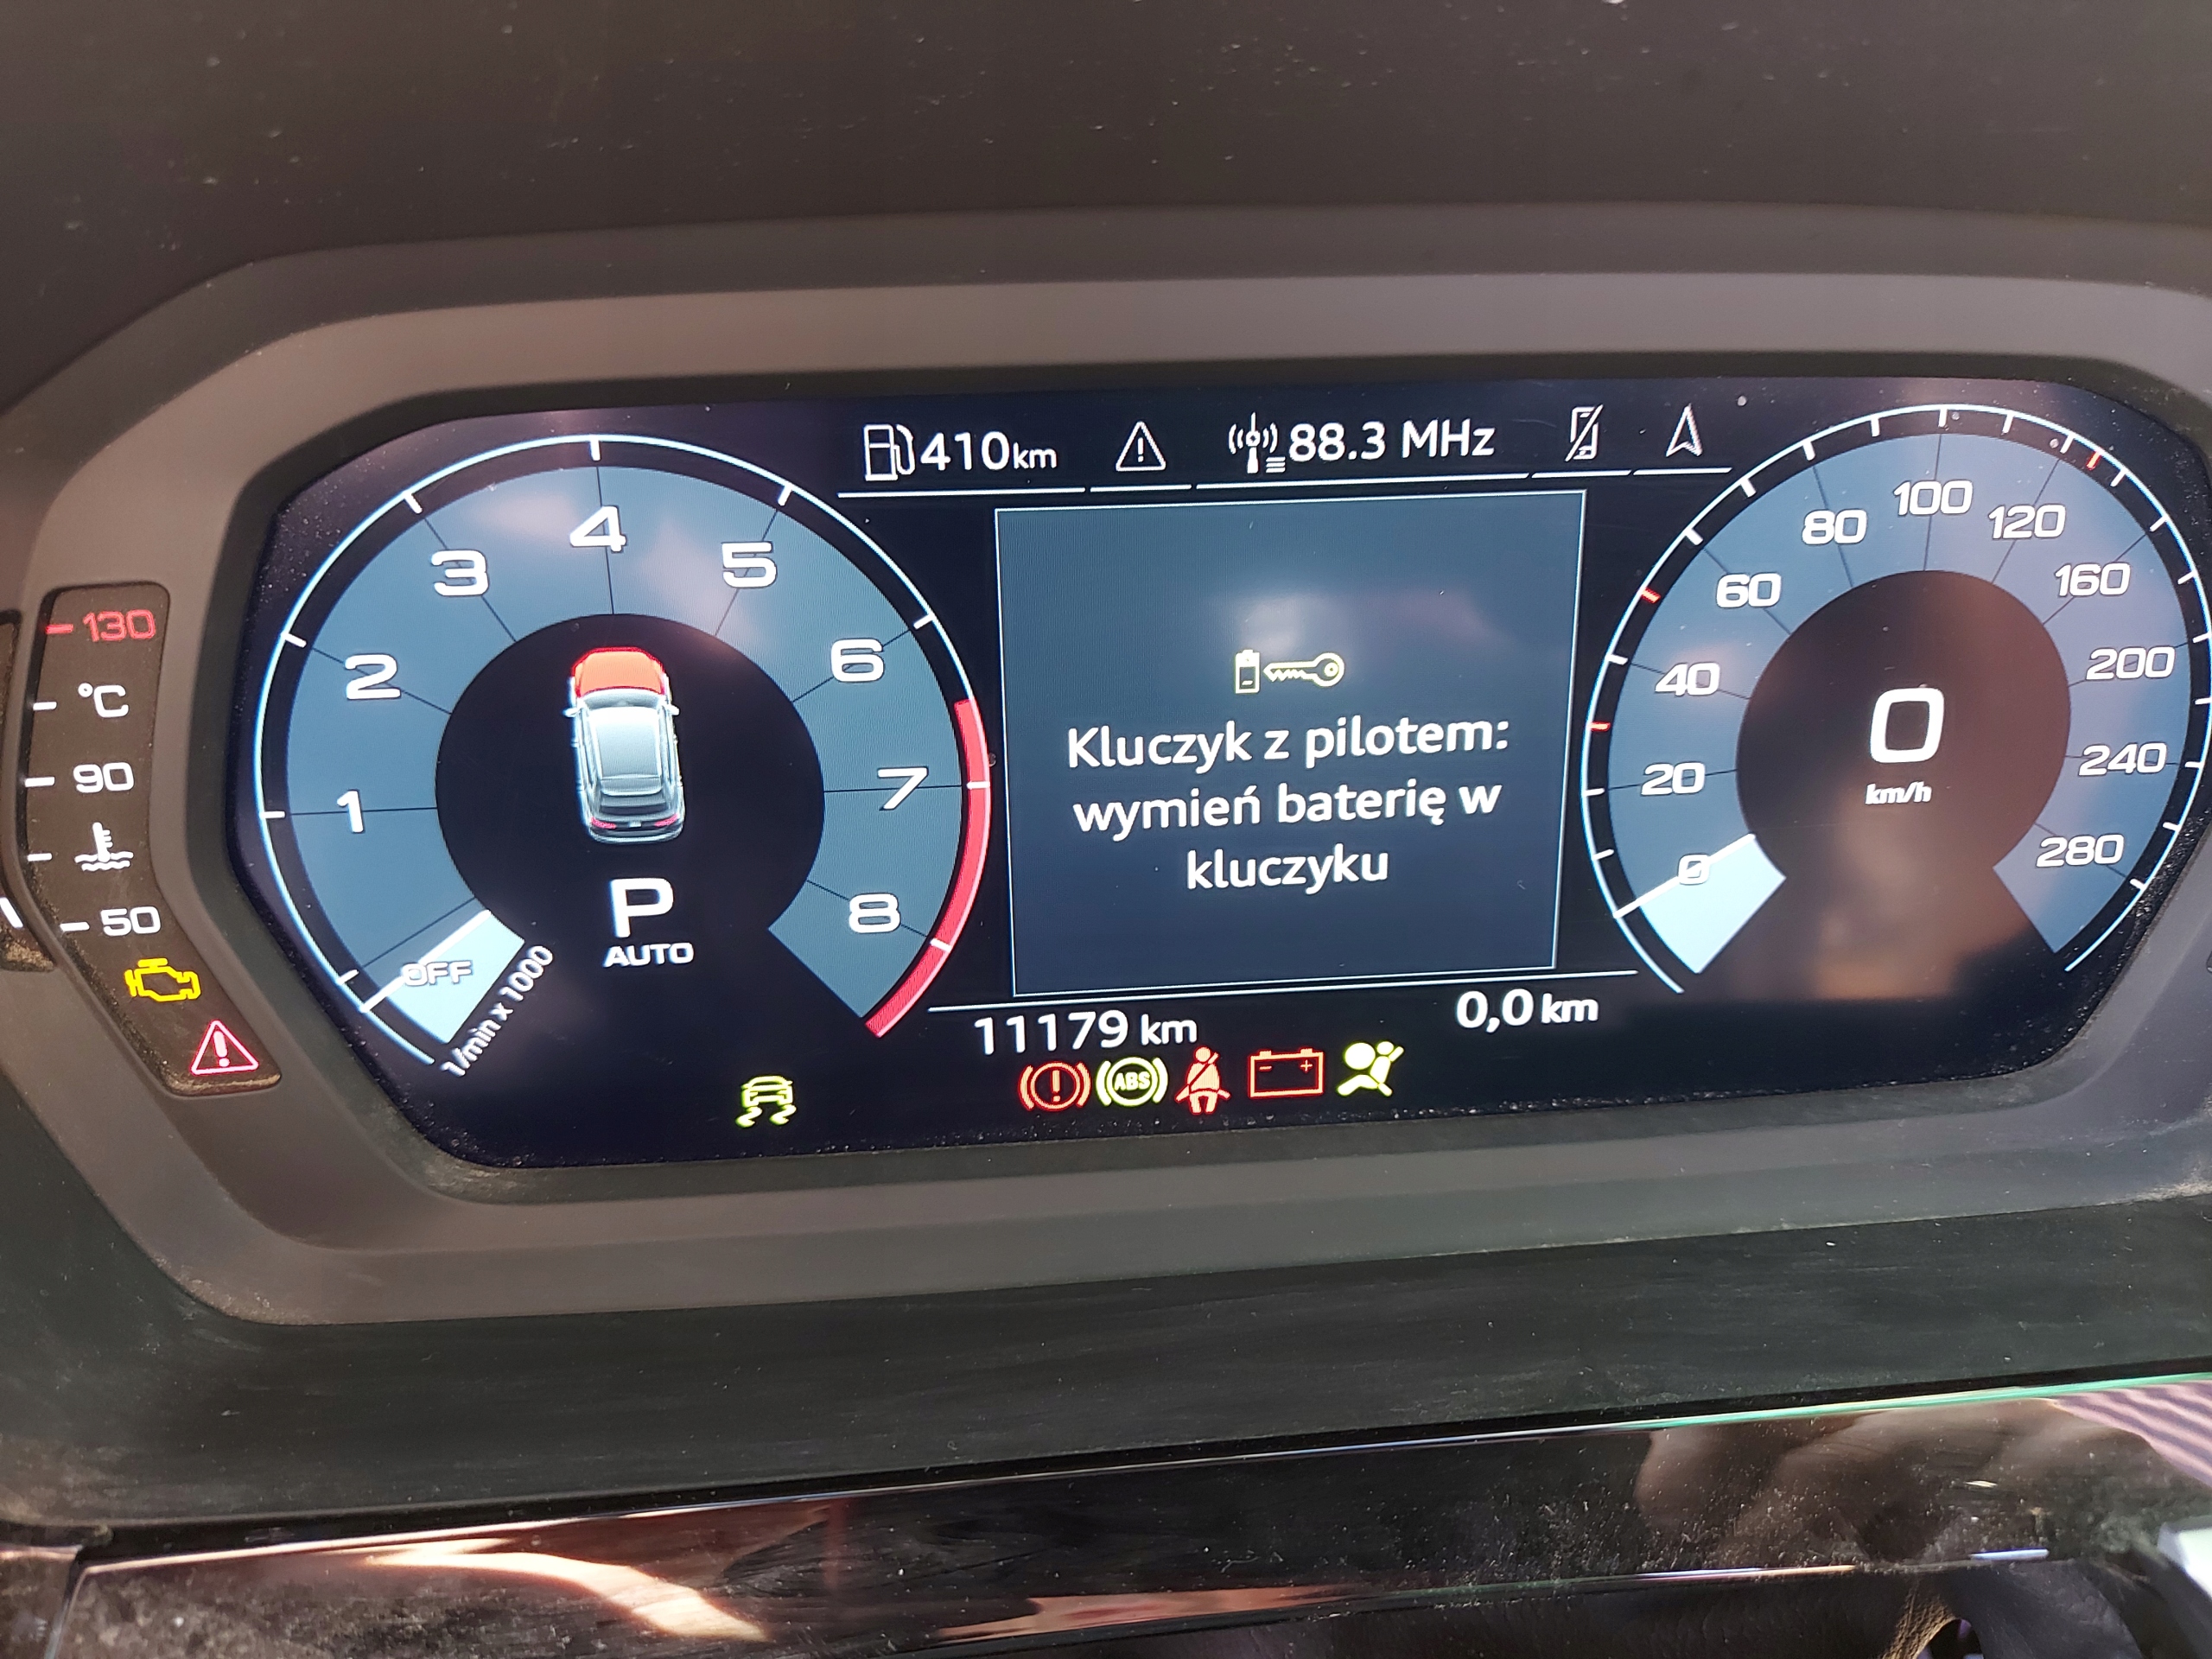 410km
88.3 MHz
130
°C
90
50
1
2
3
4
5
6
7
8
OFF
1/min x 1000
P
AUTO
Kluczyk z pilotem:
wymień baterię w
kluczyku
0
20
40
60
80
100
120
160
200
240
280
0
km/h
11179 km
0,0 km
ABS